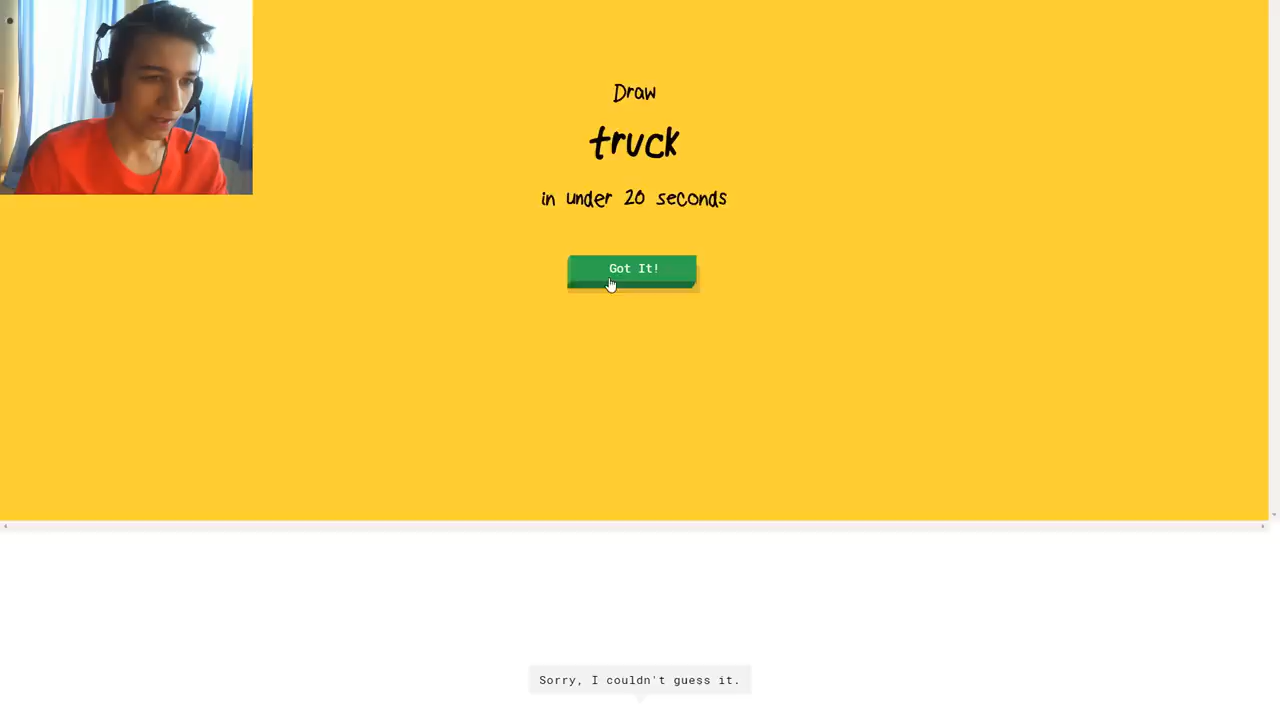 Draw
truck
in under 20 seconds
Got It!
Sorry, I couldn't guess it.